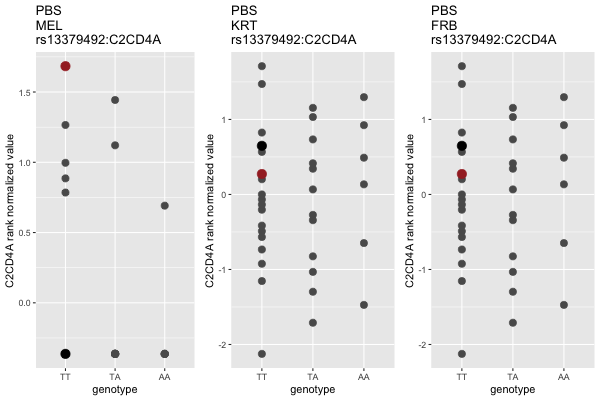 PBS
MEL
rs13379492:C2CD4A
C2CD4A rank normalized value
1.5
1.0
0.5
0.0
TT TA AA
genotype
PBS
KRT
rs13379492:C2CD4A
C2CD4A rank normalized value
1
0
-1
-2
TT TA AA
genotype
PBS
FRB
rs13379492:C2CD4A
C2CD4A rank normalized value
1
0
-1
-2
TT TA AA
genotype